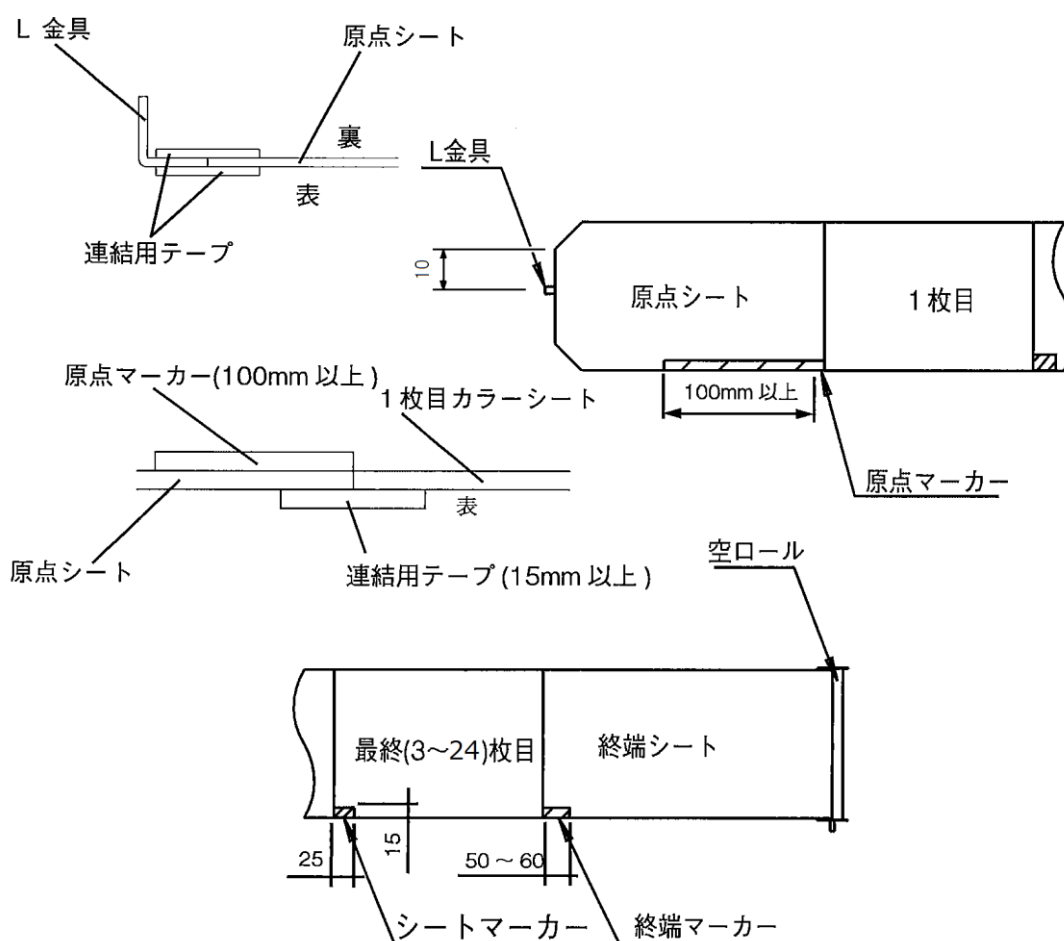 L 金具
原点シート
裏
表
連結用テープ
L金具
10
原点シート
1枚目
100mm 以上
原点マーカー
原点マーカー(100mm 以上)
1枚目カラーシート
表
原点シート
連結用テープ(15mm 以上)
空ロール
最終(3～24)枚目
終端シート
25
15
50～60
シートマーカー
終端マーカー